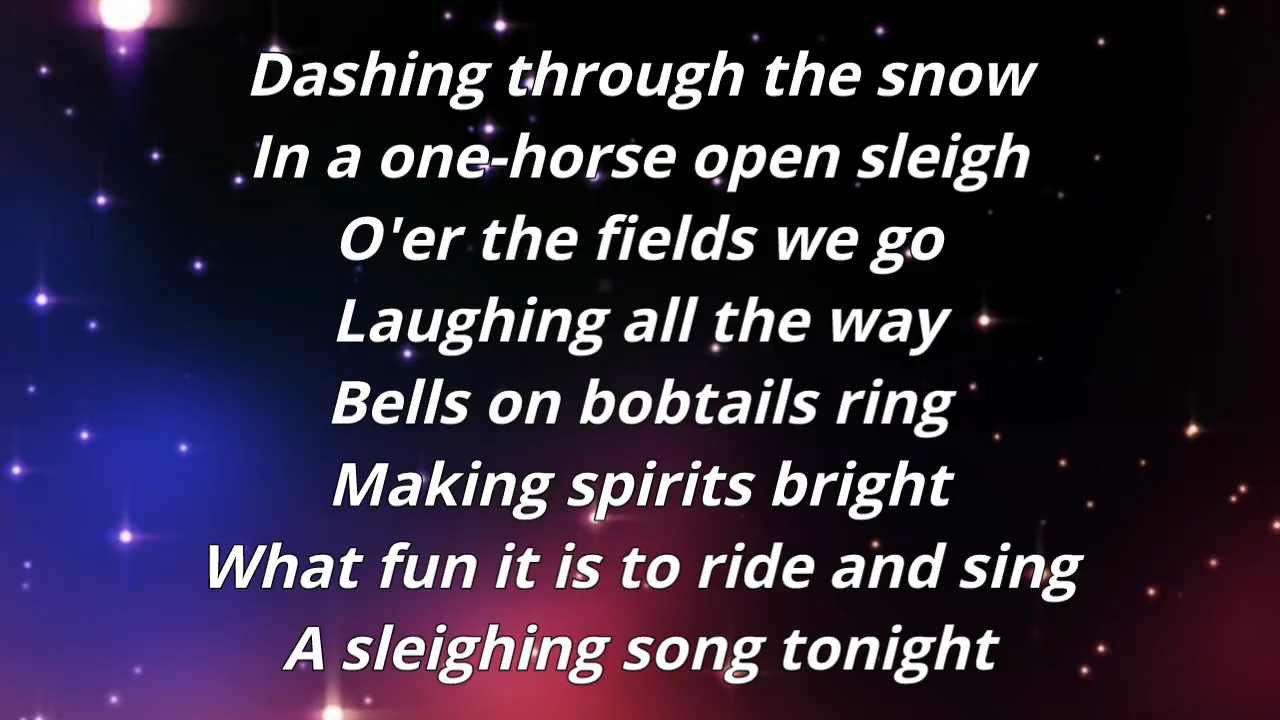 Dashing through the snow
In a one-horse open sleigh
O'er the fields we go
Laughing all the way
Bells on bobtails ring
Making spirits bright
What fun it is to ride and sing
A sleighing song tonight